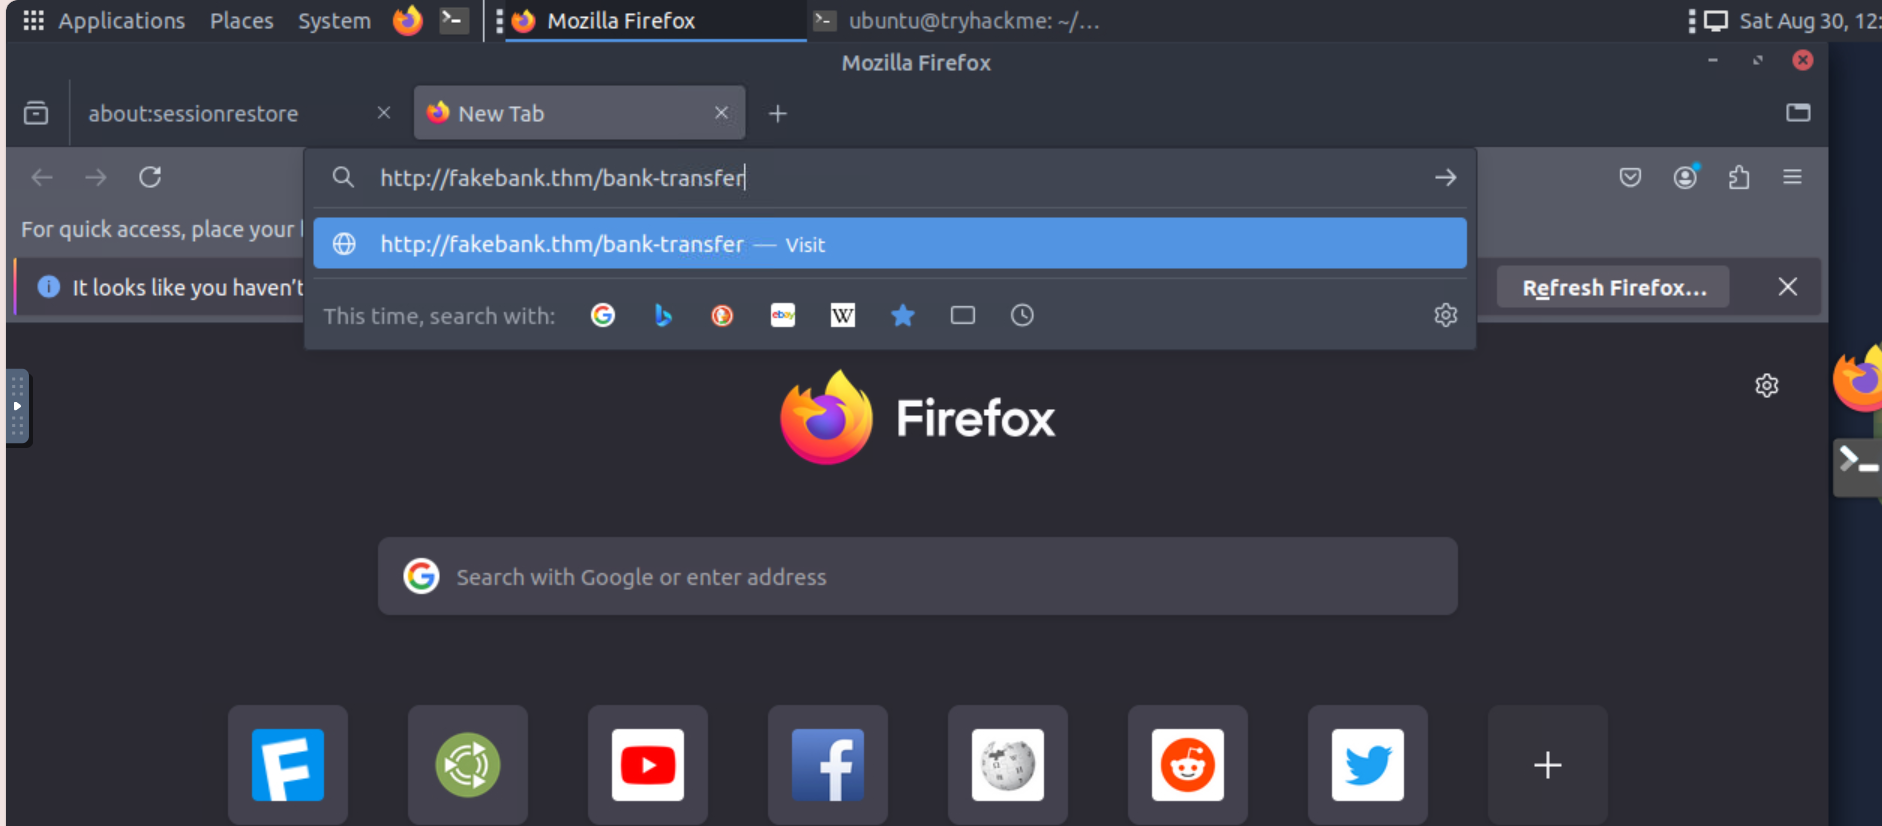 Applications Places System Mozilla Firefox ubuntu@tryhackme: ~/… Sat Aug 30, 12:
Mozilla Firefox
about:sessionrestore New Tab
http://fakebank.thm/bank-transfer
For quick access, place your
http://fakebank.thm/bank-transfer — Visit
It looks like you haven't Refresh Firefox…
This time, search with: ebay W
Firefox
Search with Google or enter address